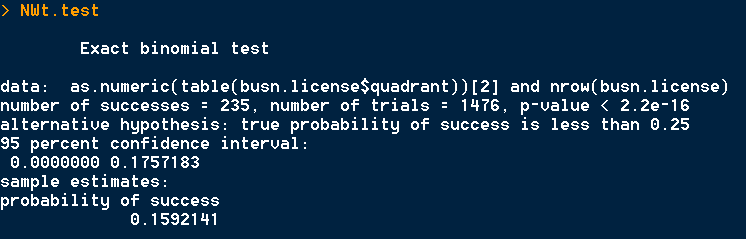 > NWt.test
Exact binomial test
data:  as.numeric(table(busn.license$quadrant))[2] and nrow(busn.license)
number of successes = 235, number of trials = 1476, p-value < 2.2e-16
alternative hypothesis: true probability of success is less than 0.25
95 percent confidence interval:
 0.0000000 0.1757183
sample estimates:
probability of success
0.1592141